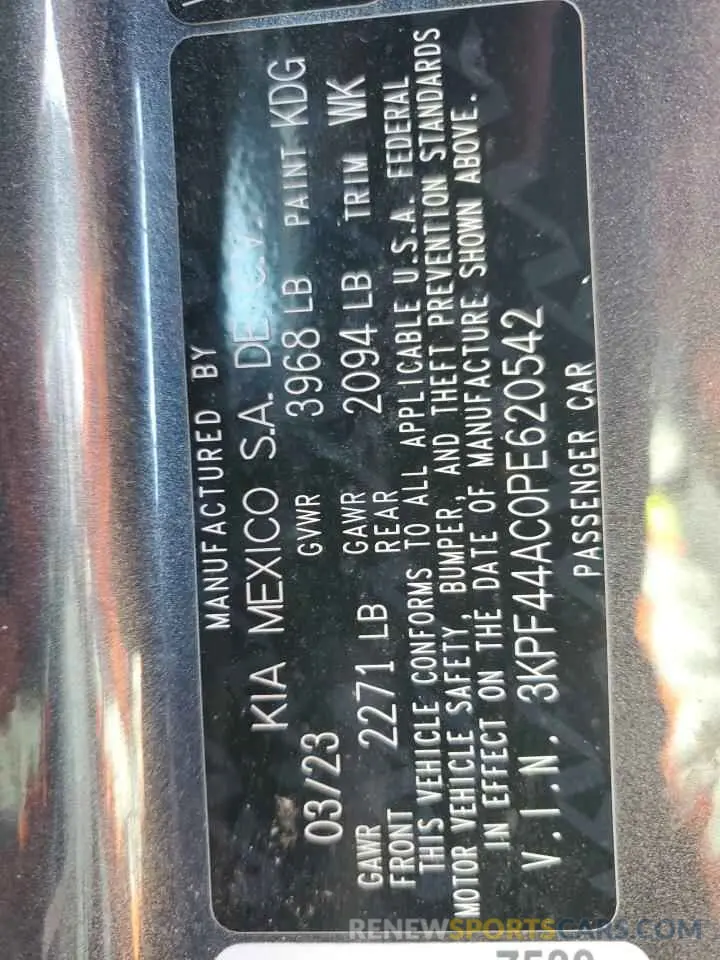 MANUFACTURED BY
KIA MEXICO S.A. DE C.V.
03/23 GVWR 3968 LB PAINT KDG
GAWR FRONT 2271 LB GAWR REAR 2094 LB TRIM WK
THIS VEHICLE CONFORMS TO ALL APPLICABLE U.S.A. FEDERAL
MOTOR VEHICLE SAFETY, BUMPER, AND THEFT PREVENTION STANDARDS
IN EFFECT ON THE DATE OF MANUFACTURE SHOWN ABOVE.
V.I.N. 3KPF44AC0PE620542
PASSENGER CAR
RENEWSPORTSCARS.COM